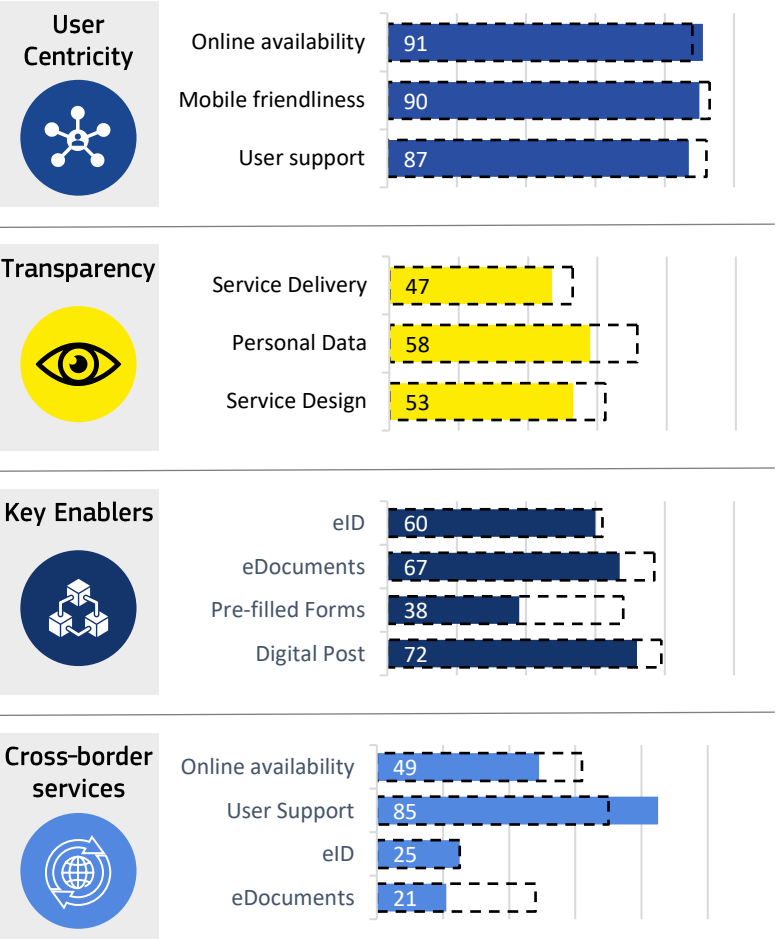 User
Centricity
Online availability 91
Mobile friendliness 90
User support 87
Transparency
Service Delivery 47
Personal Data 58
Service Design 53
Key Enablers
eID 60
eDocuments 67
Pre-filled Forms 38
Digital Post 72
Cross-border
services
Online availability 49
User Support 85
eID 25
eDocuments 21